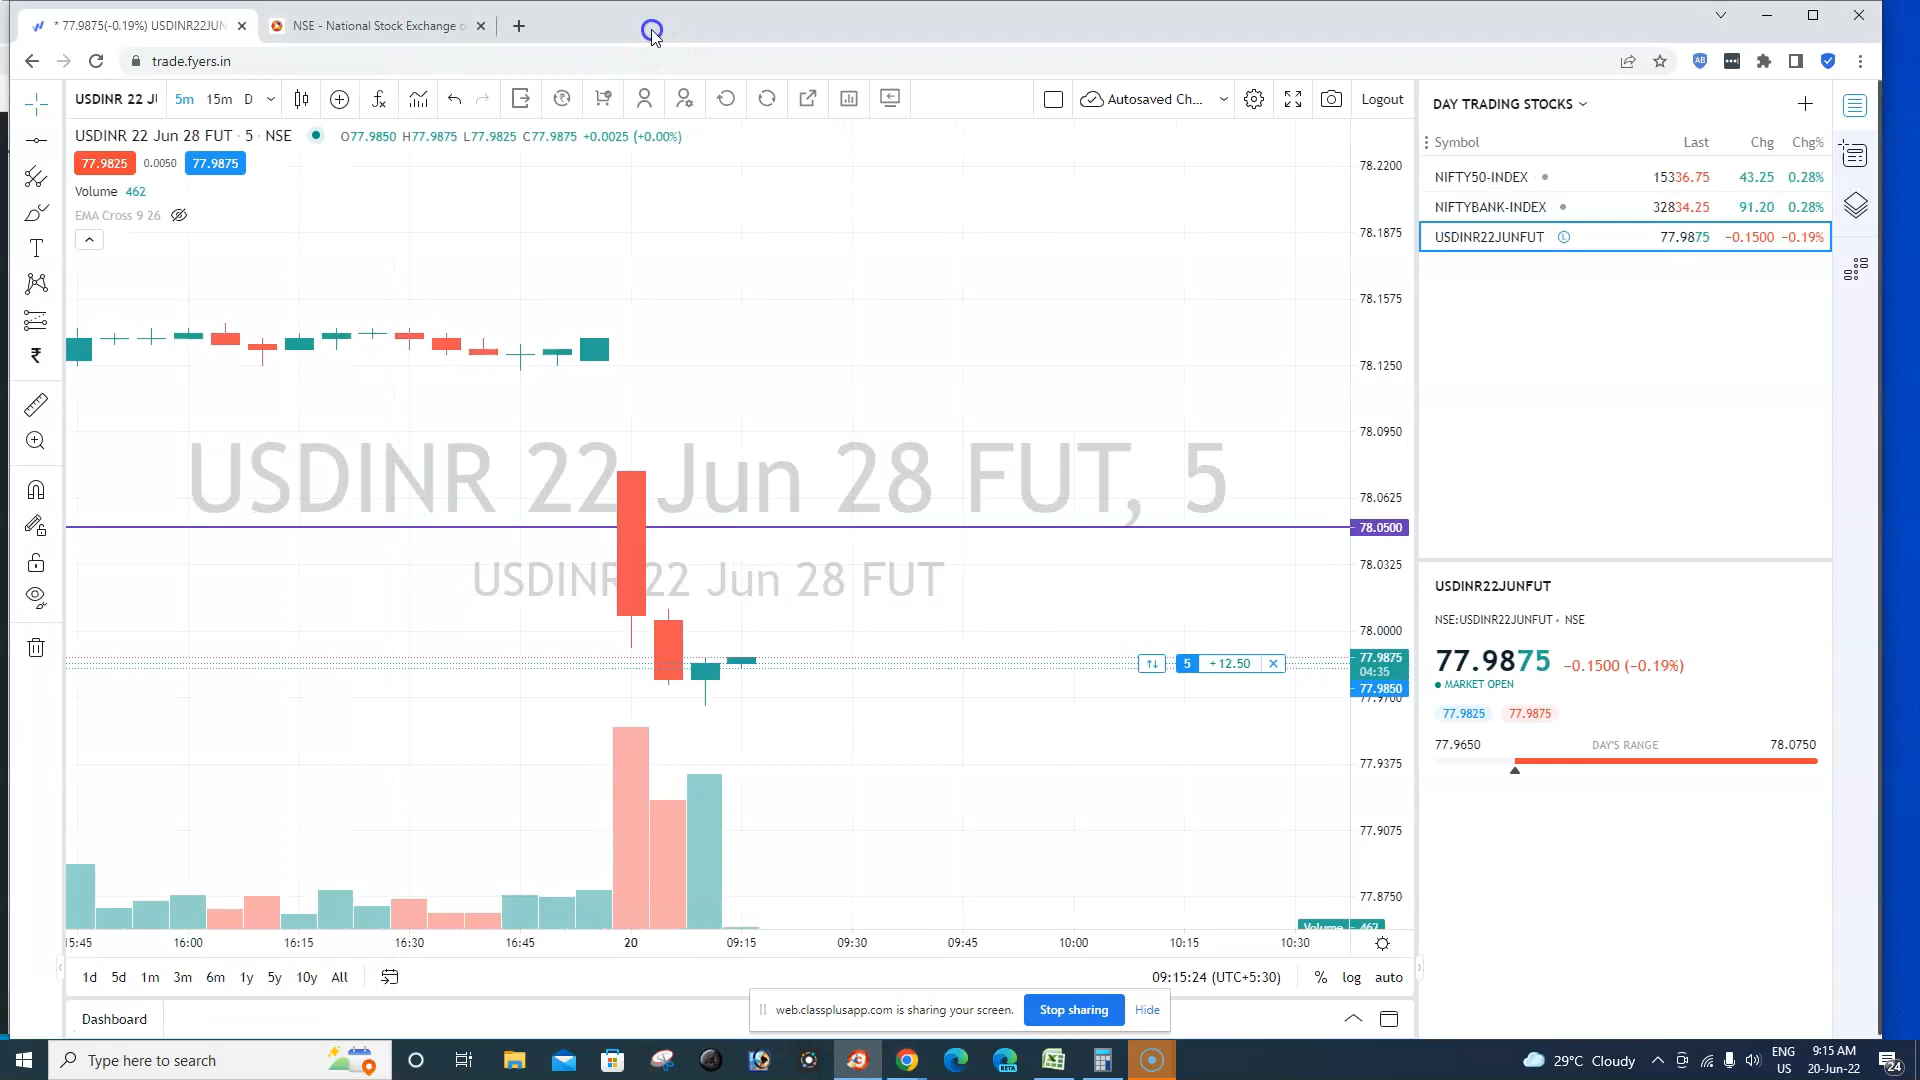 * 77.9875(-0.19%) USDINR22JUN
NSE - National Stock Exchange o
trade.fyers.in
USDINR 22 JU
5m 15m D
Autosaved Ch...
Logout
USDINR 22 Jun 28 FUT · 5 · NSE
O77.9850 H77.9875 L77.9825 C77.9875 +0.0025 (+0.00%)
77.9825 0.0050 77.9875
Volume 462
EMA Cross 9 26
USDINR 22 Jun 28 FUT, 5
USDINR 22 Jun 28 FUT
78.2200
78.1875
78.1575
78.1250
78.0950
78.0625
78.0500
78.0325
78.0000
77.9875
04:35
77.9850
77.9700
77.9375
77.9075
77.8750
5 +12.50
Volume 462
15:45 16:00 16:15 16:30 16:45 20 09:15 09:30 09:45 10:00 10:15 10:30
1d 5d 1m 3m 6m 1y 5y 10y All
09:15:24 (UTC+5:30) % log auto
Dashboard
web.classplusapp.com is sharing your screen. Stop sharing Hide
DAY TRADING STOCKS
Symbol Last Chg Chg%
NIFTY50-INDEX 15336.75 43.25 0.28%
NIFTYBANK-INDEX 32834.25 91.20 0.28%
USDINR22JUNFUT L 77.9875 −0.1500 −0.19%
USDINR22JUNFUT
NSE:USDINR22JUNFUT • NSE
77.9875 −0.1500 (−0.19%)
MARKET OPEN
77.9825 77.9875
77.9650 DAY'S RANGE 78.0750
Type here to search
29°C Cloudy
ENG
US
9:15 AM
20-Jun-22
24